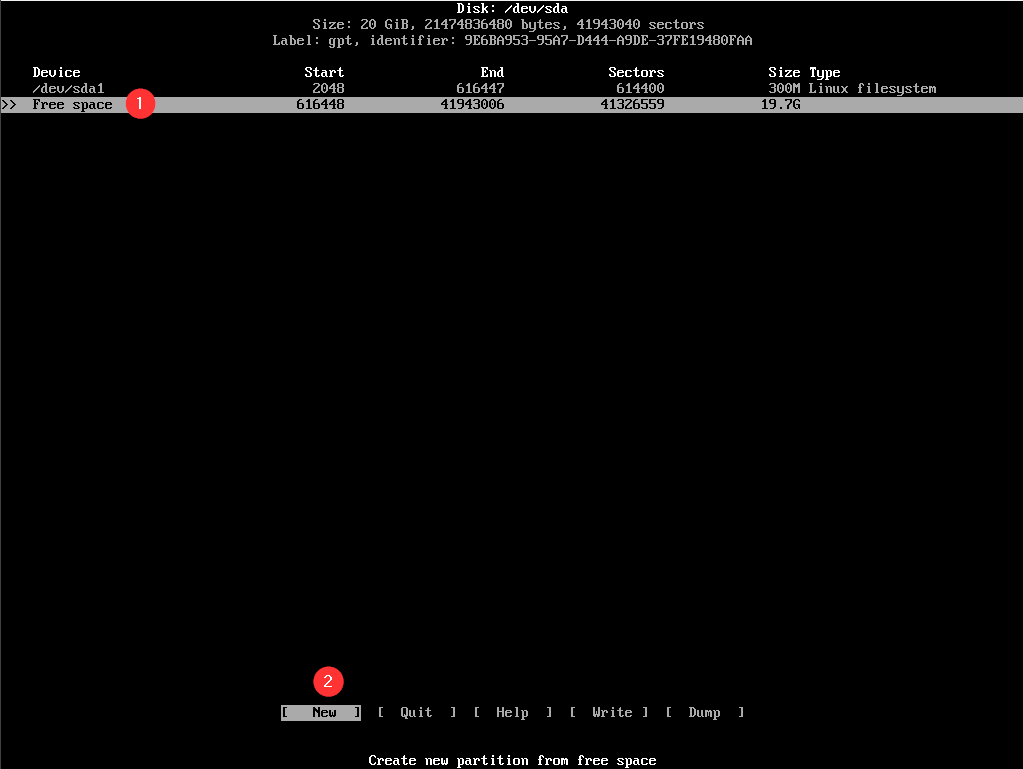 Disk: /dev/sda
Size: 20 GiB, 21474836480 bytes, 41943040 sectors
Label: gpt, identifier: 9E6BA953-95A7-D444-A9DE-37FE19480FAA
Device Start End Sectors Size Type
/dev/sda1 2048 616447 614400 300M Linux filesystem
>> Free space 1 616448 41943006 41326559 19.7G
2
[ New ] [ Quit ] [ Help ] [ Write ] [ Dump ]
Create new partition from free space